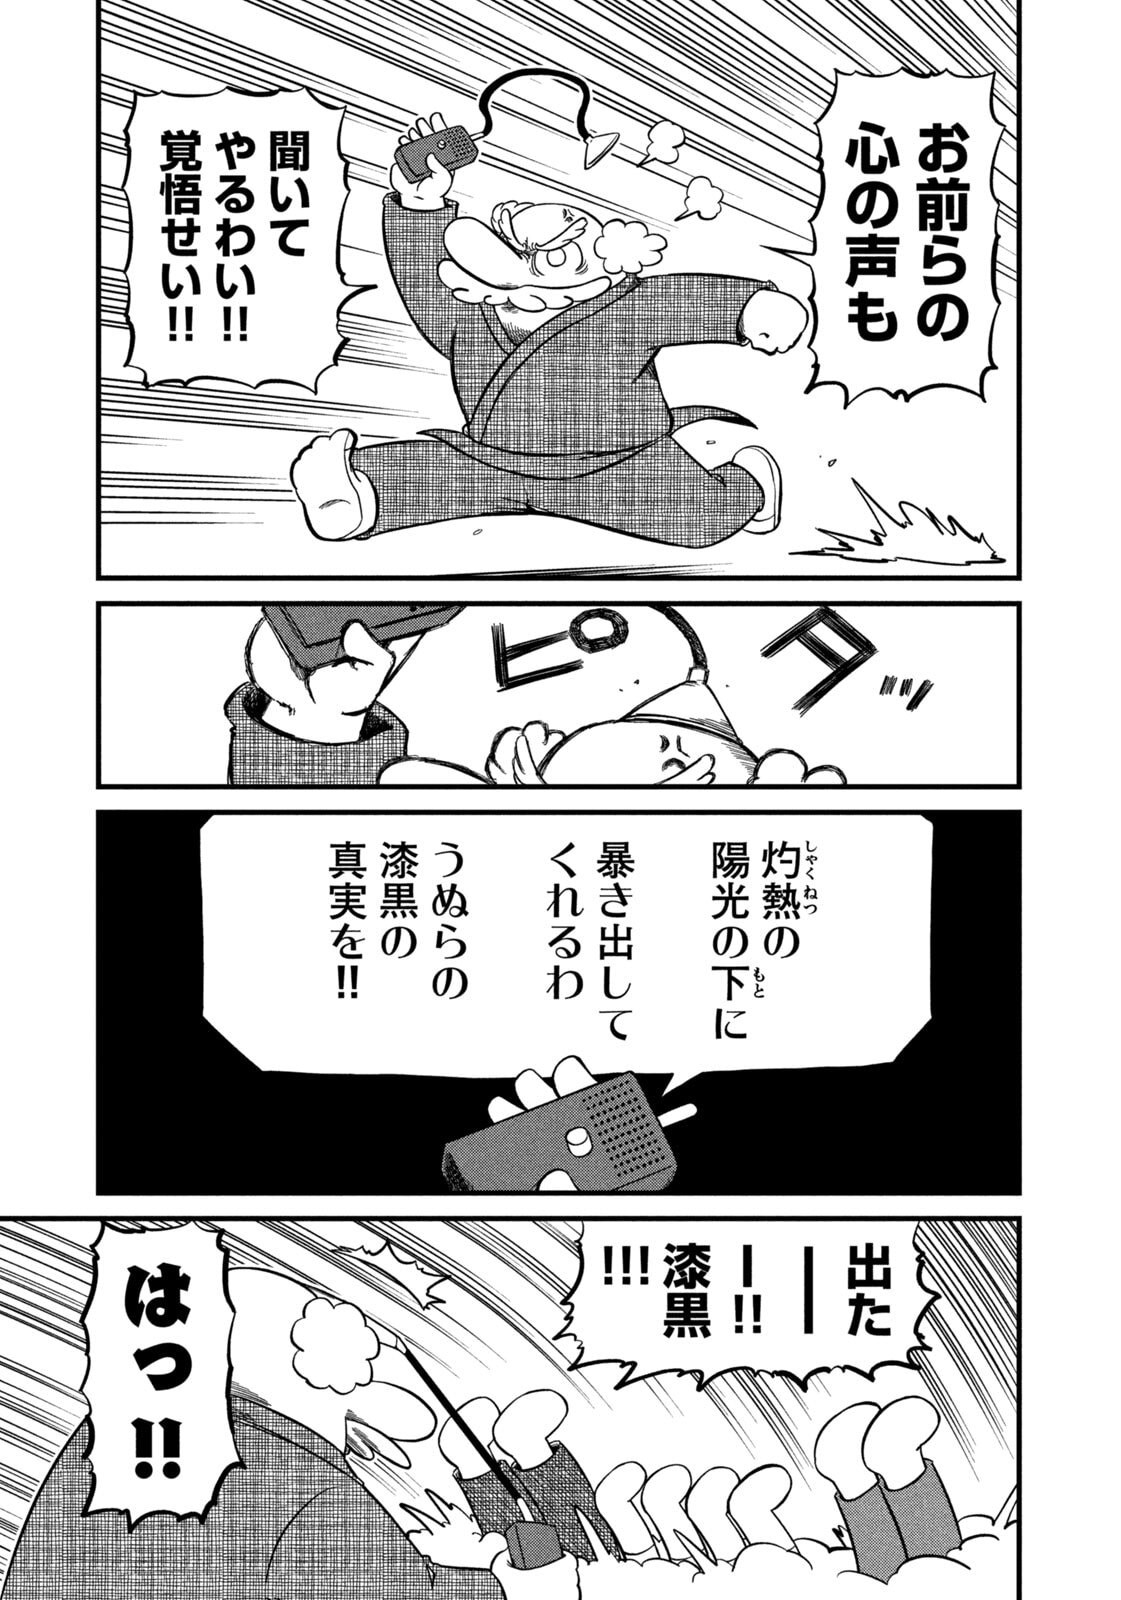 お前らの
心の声も
聞いて
やるわい!!
覚悟せい!!
ピタッ
灼熱の
しゃくねつ
陽光の下に
もと
暴き出して
くれるわ
うぬらの
漆黒の
真実を!!
出た
――!!
漆黒
!!!
はっ!!